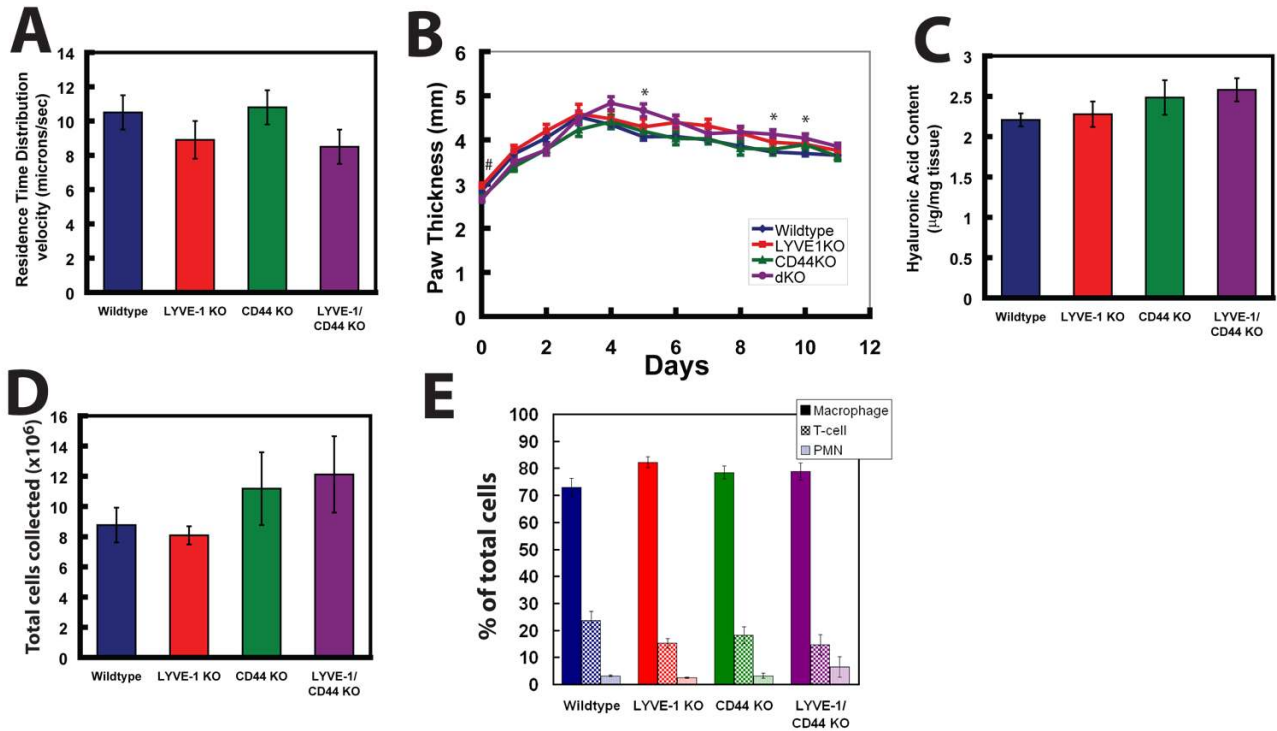 A
Residence Time Distribution
velocity (microns/sec)
14
12
10
8
6
4
2
0
Wildtype
LYVE-1 KO
CD44 KO
LYVE-1/
CD44 KO
B
Paw Thickness (mm)
6
5
4
3
2
1
0
#
*
*
*
Wildtype
LYVE1KO
CD44KO
dKO
0 2 4 6 8 10 12
Days
C
Hyaluronic Acid Content
(µg/mg tissue)
3
2.5
2
1.5
1
0.5
0
Wildtype
LYVE-1 KO
CD44 KO
LYVE-1/
CD44 KO
D
Total cells collected (x10⁶)
16
14
12
10
8
6
4
2
0
Wildtype
LYVE-1 KO
CD44 KO
LYVE-1/
CD44 KO
E
% of total cells
100
90
80
70
60
50
40
30
20
10
0
Macrophage
T-cell
PMN
Wildtype
LYVE-1 KO
CD44 KO
LYVE-1/
CD44 KO